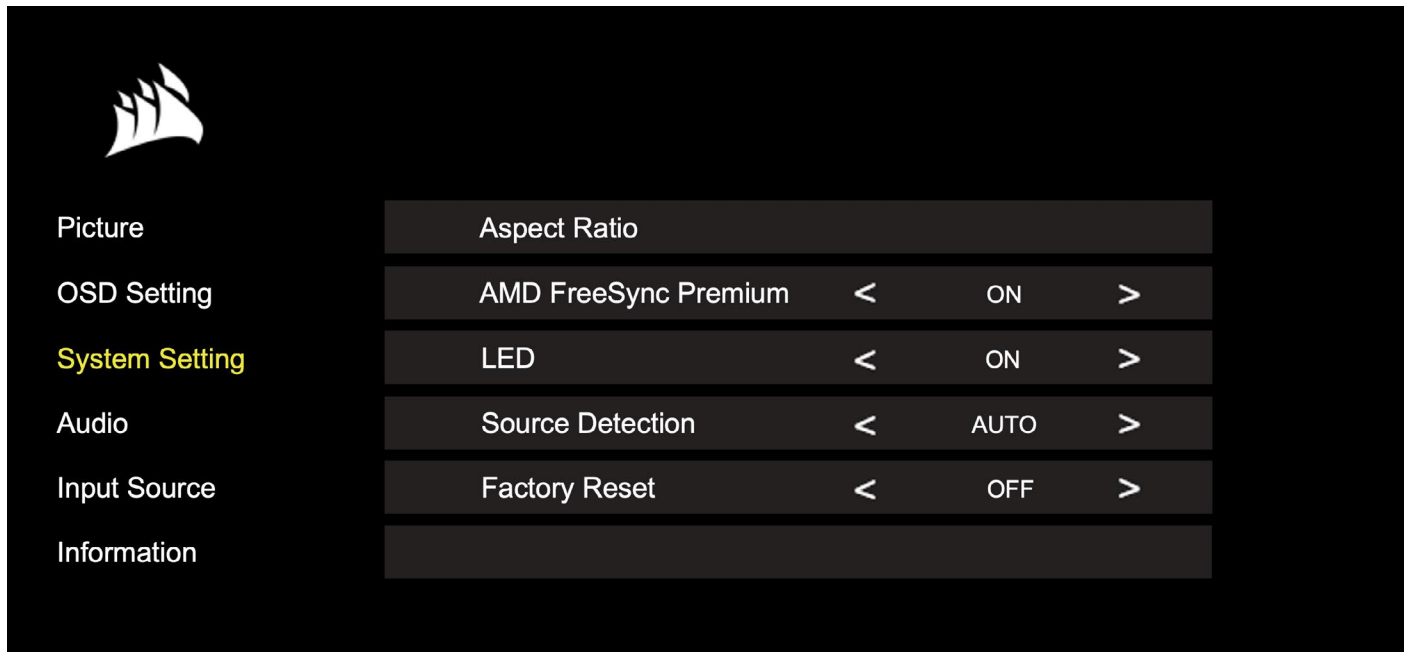 Picture Aspect Ratio
OSD Setting AMD FreeSync Premium < ON >
System Setting LED < ON >
Audio Source Detection < AUTO >
Input Source Factory Reset < OFF >
Information